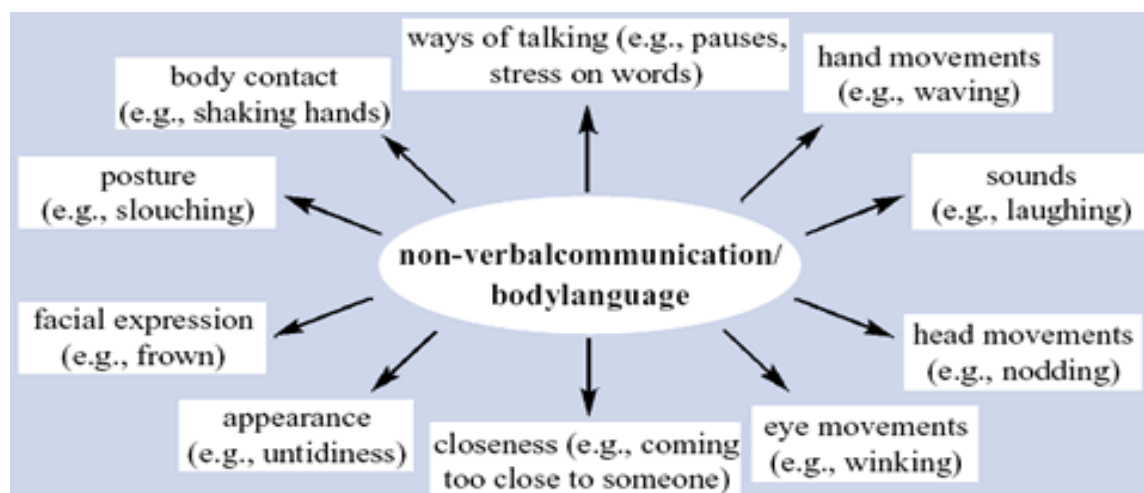 ways of talking (e.g., pauses,
stress on words)
body contact
(e.g., shaking hands)
hand movements
(e.g., waving)
posture
(e.g., slouching)
sounds
(e.g., laughing)
non-verbalcommunication/
bodylanguage
facial expression
(e.g., frown)
head movements
(e.g., nodding)
appearance
(e.g., untidiness)
closeness (e.g., coming
too close to someone)
eye movements
(e.g., winking)